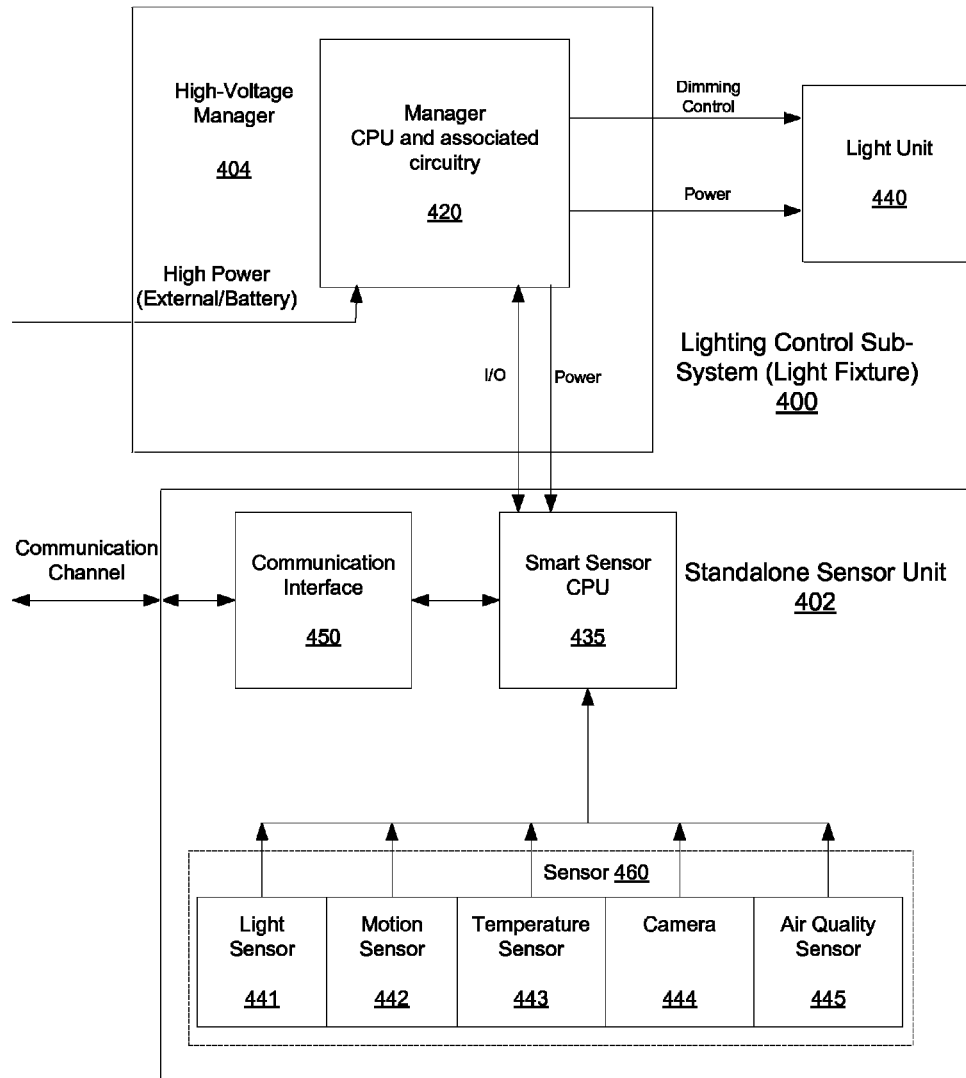 High-Voltage
Manager
404
Manager
CPU and associated
circuitry
420
Dimming
Control
Power
Light Unit
440
High Power
(External/Battery)
I/O
Power
Lighting Control Sub-
System (Light Fixture)
400
Communication
Channel
Communication
Interface
450
Smart Sensor
CPU
435
Standalone Sensor Unit
402
Sensor 460
Light
Sensor
441
Motion
Sensor
442
Temperature
Sensor
443
Camera
444
Air Quality
Sensor
445